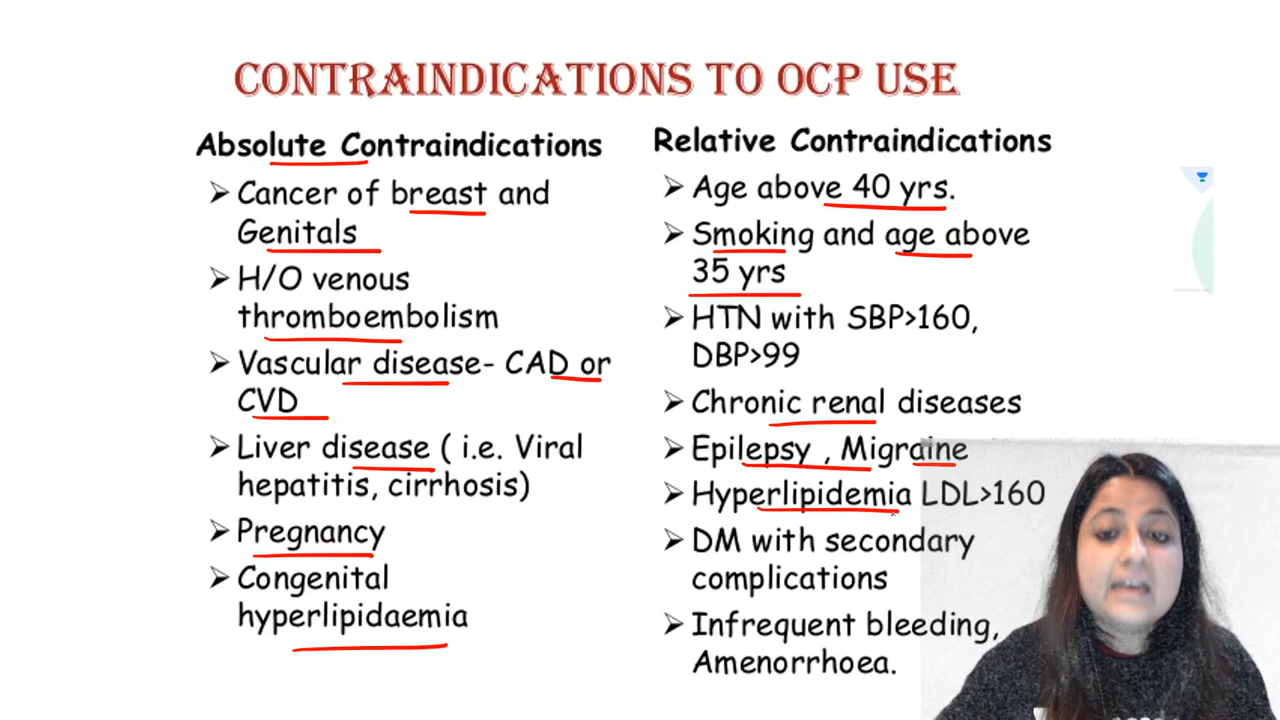 CONTRAINDICATIONS TO OCP USE
Absolute Contraindications
➢ Cancer of breast and
Genitals
➢ H/O venous
thromboembolism
➢ Vascular disease- CAD or
CVD
➢ Liver disease ( i.e. Viral
hepatitis, cirrhosis)
➢ Pregnancy
➢ Congenital
hyperlipidaemia
Relative Contraindications
➢ Age above 40 yrs.
➢ Smoking and age above
35 yrs
➢ HTN with SBP>160,
DBP>99
➢ Chronic renal diseases
➢ Epilepsy , Migraine
➢ Hyperlipidemia LDL>160
➢ DM with secondary
complications
➢ Infrequent bleeding,
Amenorrhoea.